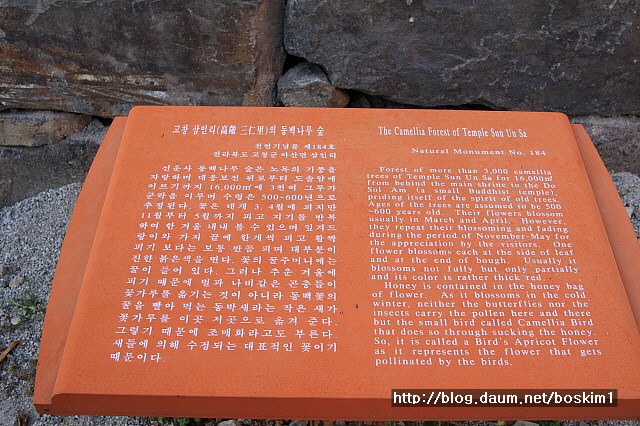 고창 삼인리(高敞 三仁里)의 동백나무 숲
천연기념물 제184호
전라북도 고창군 아산면 삼인리
선운사 동백나무 숲은 노목의 기풍을
자랑하며 대웅보전 뒤로부터 도솔암에
이르기까지 16,000㎡에 3천여 그루가
군락을 이루며 수령은 500~600년으로
추정된다. 꽃은 대개 3, 4월에 피지만
11월부터 5월까지 피고 지기를 반복
하여 한 겨울 내내 볼 수 있으며 잎겨드
랑이와 가지 끝에 한개씩 피고 활짝
피기 보다는 보통 반쯤 피며 대부분이
진한 붉은색을 띤다. 꽃의 꿀주머니에는
꿀이 들어 있다. 그러나 추운 겨울에
피기 때문에 벌과 나비같은 곤충들이
꽃가루를 옮기는 것이 아니라 동백꽃의
꿀을 빨아 먹는 동박새라는 작은 새가
꽃가루를 이곳 저곳으로 옮겨 준다.
그렇기 때문에 조매화라고도 부른다.
새들에 의해 수정되는 대표적인 꽃이기
때문이다.
The Camellia Forest of Temple Sun Un Sa
Natural Monument No. 184
Forest of more than 3,000 camellia
trees of Temple Sun Un Sa for 16,000㎡
from behind the main shrine to the Do
Sol Am (a small Buddhist temple),
priding itself of the spirit of old trees.
Ages of the trees are assumed to be 500
~600 years old. Their flowers blossom
usually in March and April. However,
they repeat their blossoming and fading
during the period of November-May for
the appreciation by the visitors. One
flower blossoms each at the side of leaf
and at the end of bough. Usually it
blossoms not fully but only partially
and its color is rather thick red.
Honey is contained in the honey bag
of flower. As it blossoms in the cold
winter, neither the butterflies nor the
insects carry the pollen here and there
but the small bird called Camellia Bird
that does so through sucking the honey.
So, it is called a Bird's Apricot Flower
as it represents the flower that gets
pollinated by the birds.
http://blog.daum.net/boskim1